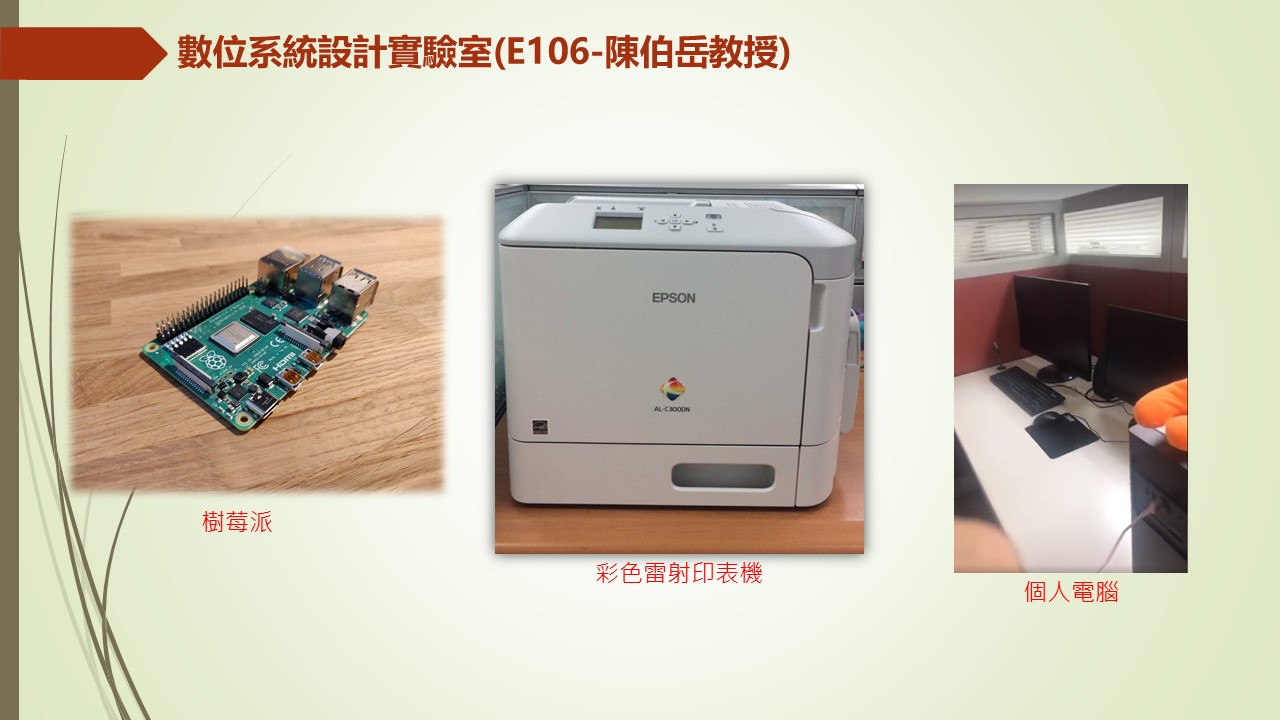 數位系統設計實驗室(E106-陳伯岳教授)
EPSON
AL-C300DN
HDMI
樹莓派
彩色雷射印表機
個人電腦